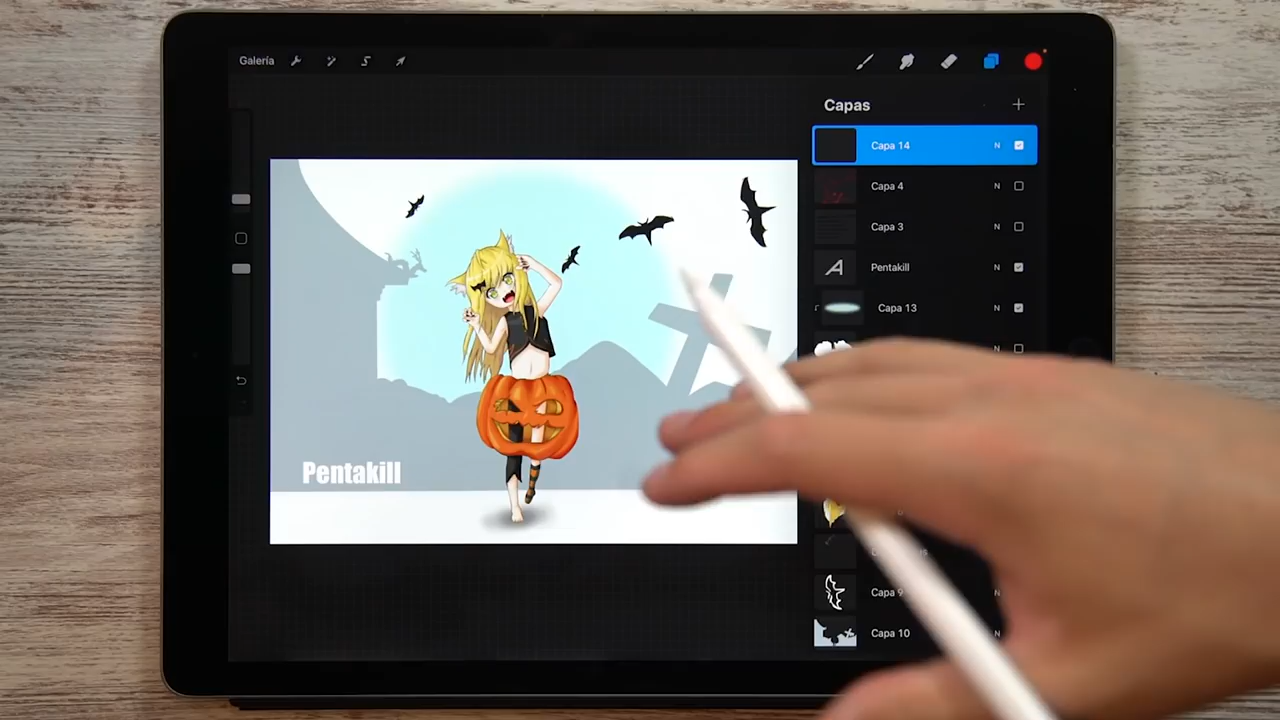 Galería
Capas
Capa 14 N
Capa 4 N
Capa 3 N
A Pentakill N
Capa 13 N
N
Pentakill
Capa 9 N
Capa 10 N